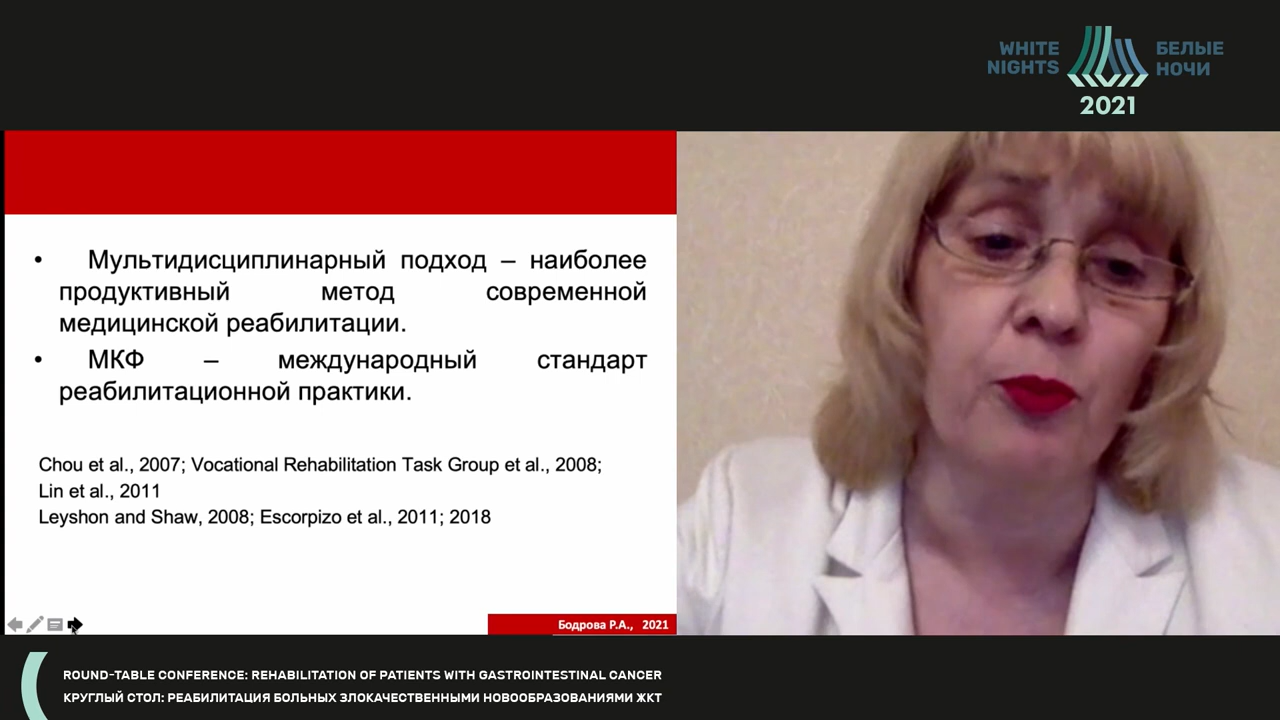 WHITE
NIGHTS
БЕЛЫЕ
НОЧИ
2021
• Мультидисциплинарный подход – наиболее
продуктивный метод современной
медицинской реабилитации.
• МКФ – международный стандарт
реабилитационной практики.
Chou et al., 2007; Vocational Rehabilitation Task Group et al., 2008;
Lin et al., 2011
Leyshon and Shaw, 2008; Escorpizo et al., 2011; 2018
Бодрова Р.А., 2021
ROUND-TABLE CONFERENCE: REHABILITATION OF PATIENTS WITH GASTROINTESTINAL CANCER
КРУГЛЫЙ СТОЛ: РЕАБИЛИТАЦИЯ БОЛЬНЫХ ЗЛОКАЧЕСТВЕННЫМИ НОВООБРАЗОВАНИЯМИ ЖКТ